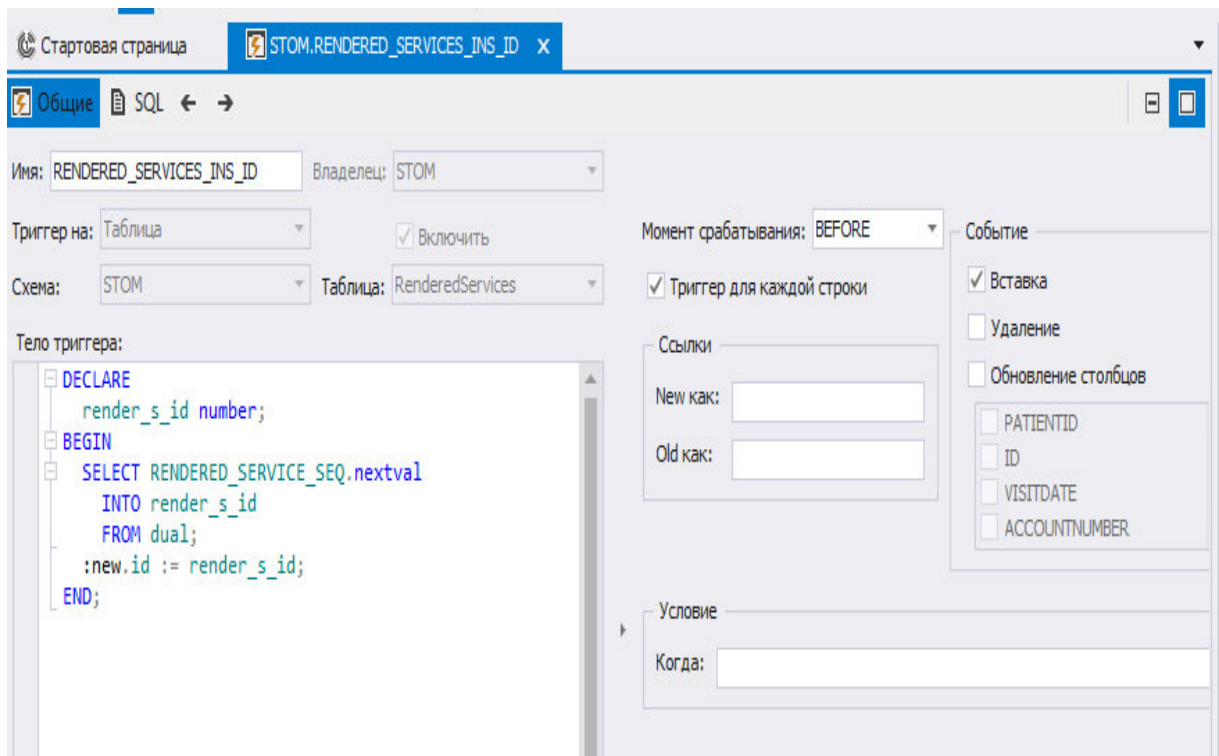 Стартовая страница
STOM.RENDERED_SERVICES_INS_ID X
Общие SQL
Имя: RENDERED_SERVICES_INS_ID Владелец: STOM
Триггер на: Таблица Включить
Схема: STOM Таблица: RenderedServices
Тело триггера:
DECLARE
render_s_id number;
BEGIN
SELECT RENDERED_SERVICE_SEQ.nextval
INTO render_s_id
FROM dual;
:new.id := render_s_id;
END;
Момент срабатывания: BEFORE
Триггер для каждой строки
Ссылки
New как:
Old как:
Событие
Вставка
Удаление
Обновление столбцов
PATIENTID
ID
VISITDATE
ACCOUNTNUMBER
Условие
Когда: